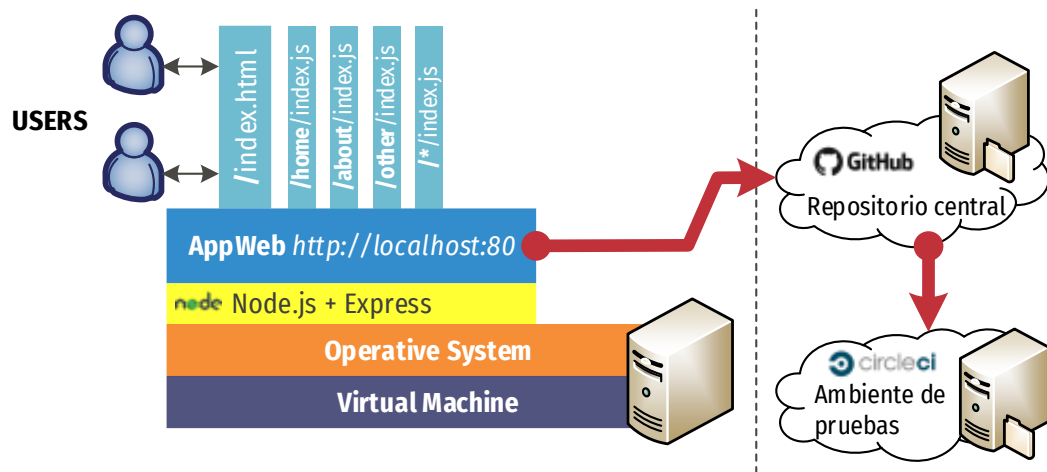 USERS
/index.html
/home/index.js
/about/index.js
/other/index.js
/*/index.js
AppWeb http://localhost:80
node Node.js + Express
Operative System
Virtual Machine
GitHub
Repositorio central
circleci
Ambiente de
pruebas